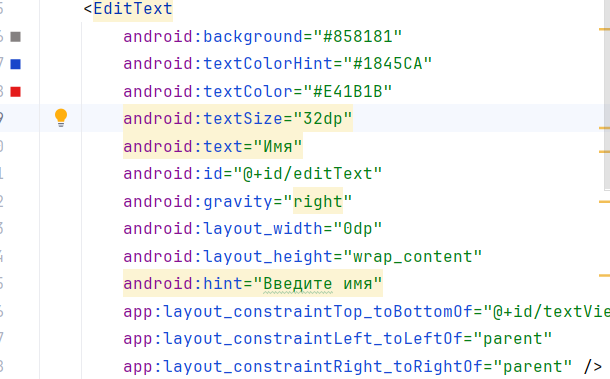 <EditText
android:background="#858181"
android:textColorHint="#1845CA"
android:textColor="#E41B1B"
android:textSize="32dp"
android:text="Имя"
android:id="@+id/editText"
android:gravity="right"
android:layout_width="0dp"
android:layout_height="wrap_content"
android:hint="Введите имя"
app:layout_constraintTop_toBottomOf="@+id/textVie
app:layout_constraintLeft_toLeftOf="parent"
app:layout_constraintRight_toRightOf="parent" />